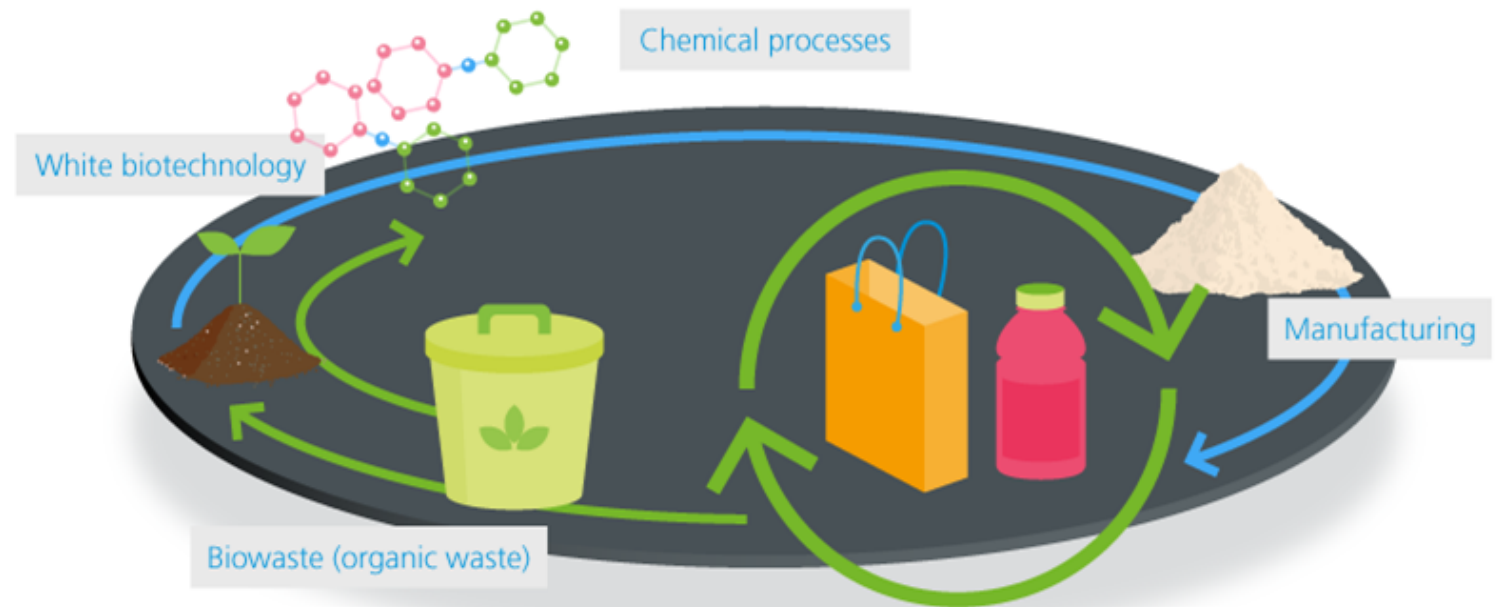 Chemical processes
White biotechnology
Manufacturing
Biowaste (organic waste)